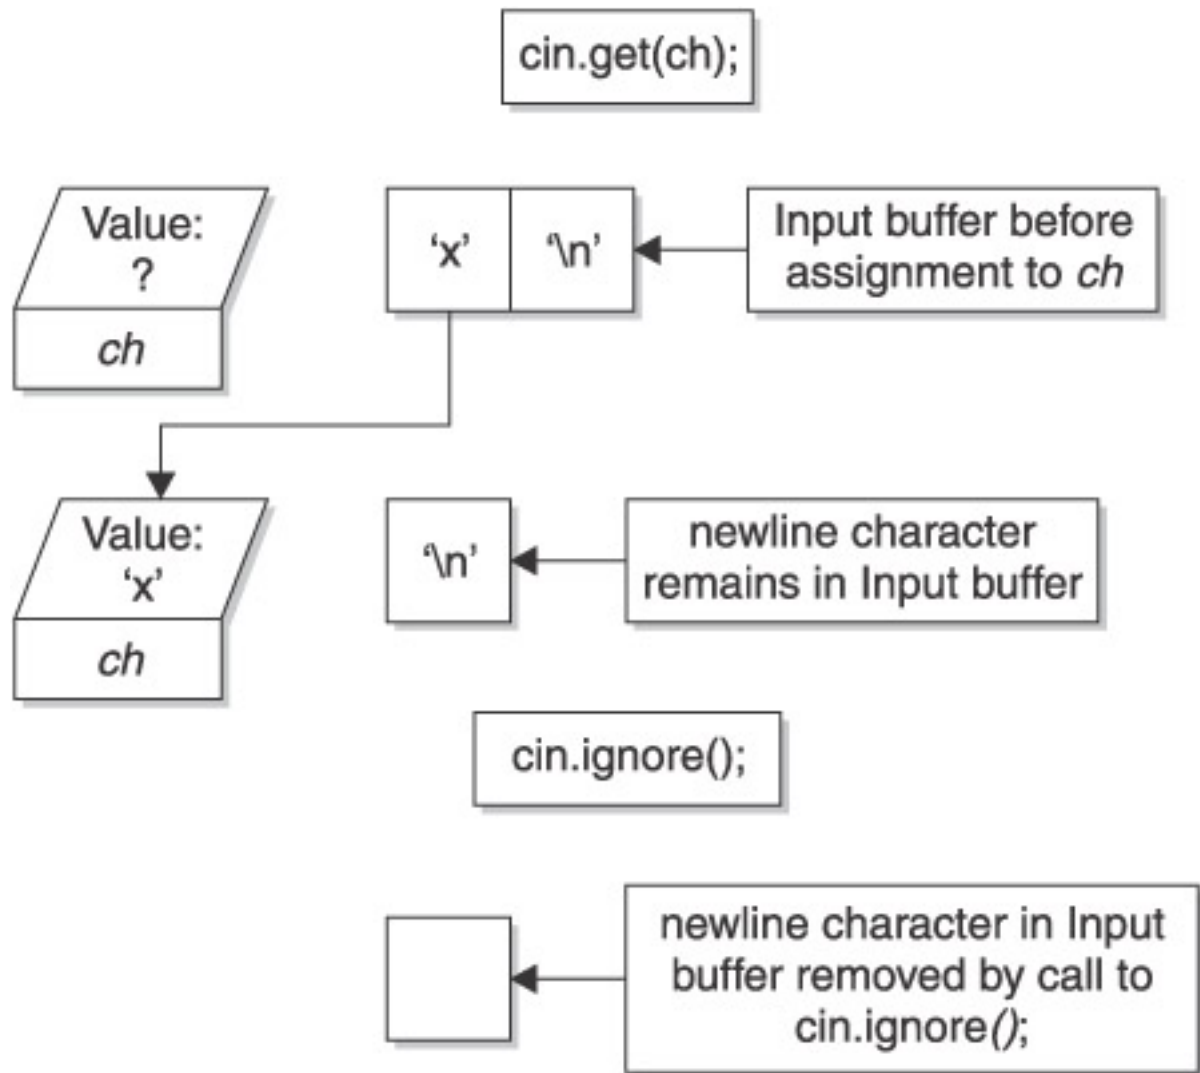 cin.get(ch);
Value:
?
ch
‘x’
‘\n’
Input buffer before
assignment to ch
Value:
‘x’
ch
‘\n’
newline character
remains in Input buffer
cin.ignore();
newline character in Input
buffer removed by call to
cin.ignore();